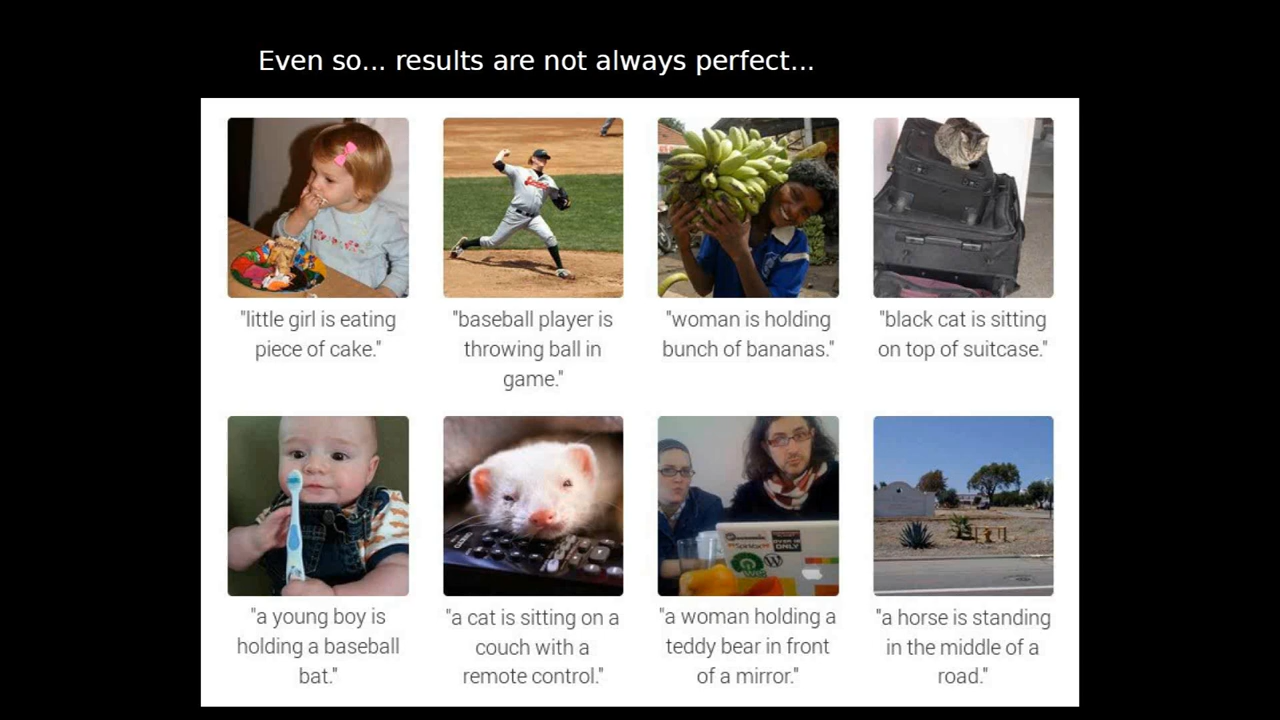 Even so... results are not always perfect...
"little girl is eating
piece of cake."
"baseball player is
throwing ball in
game."
"woman is holding
bunch of bananas."
"black cat is sitting
on top of suitcase."
"a young boy is
holding a baseball
bat."
"a cat is sitting on a
couch with a
remote control."
"a woman holding a
teddy bear in front
of a mirror."
"a horse is standing
in the middle of a
road."